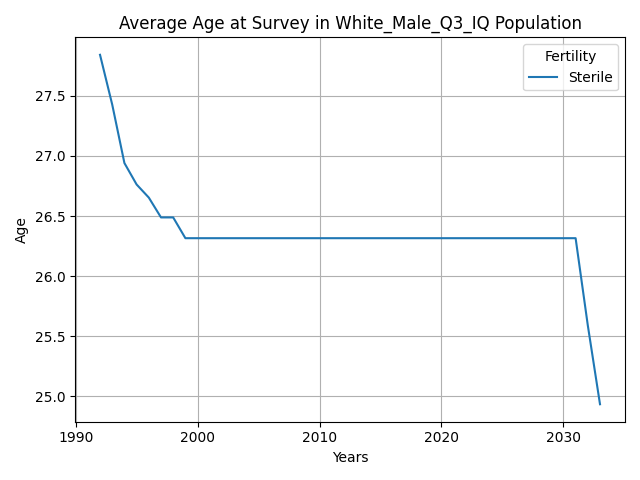 Average Age at Survey in White_Male_Q3_IQ Population
Fertility
Sterile
27.5
27.0
26.5
26.0
25.5
25.0
Age
1990
2000
2010
2020
2030
Years